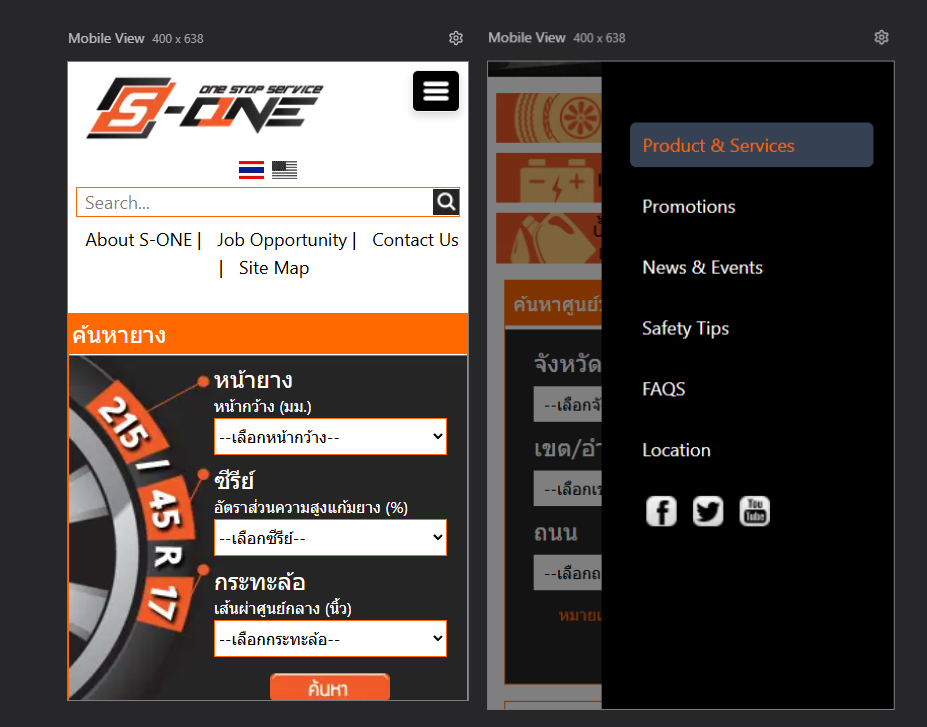 Mobile View 400 x 638
ONE STOP SERVICE
S-ONE
Search...
About S-ONE | Job Opportunity | Contact Us
| Site Map
ค้นหายาง
215 / 45 R 17
หน้ายาง
หน้ากว้าง (มม.)
--เลือกหน้ากว้าง--
ซีรีย์
อัตราส่วนความสูงแก้มยาง (%)
--เลือกซีรีย์--
กระทะล้อ
เส้นผ่าศูนย์กลาง (นิ้ว)
--เลือกกระทะล้อ--
ค้นหา
Mobile View 400 x 638
ค้นหาศูนย์
จังหวัด
--เลือกจั
เขต/อำ
--เลือกเ
ถนน
--เลือกถ
หมายเ
Product & Services
Promotions
News & Events
Safety Tips
FAQS
Location
You
Tube